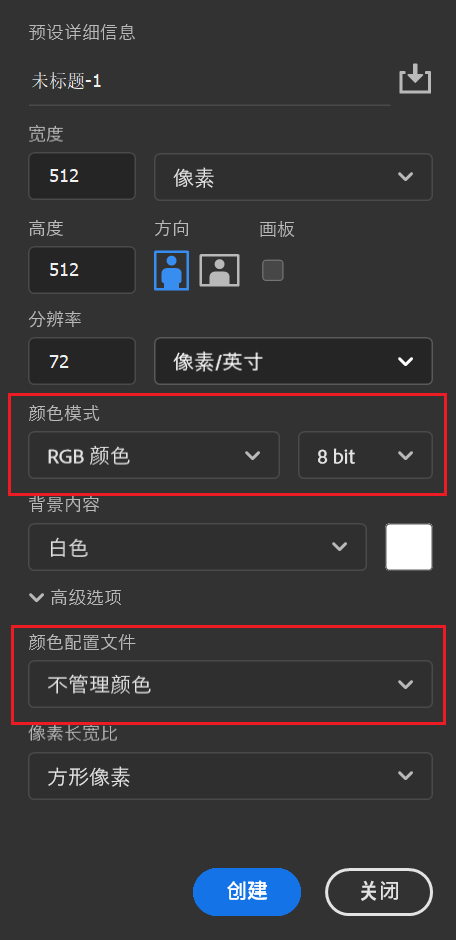 预设详细信息
未标题-1
宽度
512 像素
高度 方向 画板
512
分辨率
72 像素/英寸
颜色模式
RGB 颜色 8 bit
背景内容
白色
高级选项
颜色配置文件
不管理颜色
像素长宽比
方形像素
创建 关闭